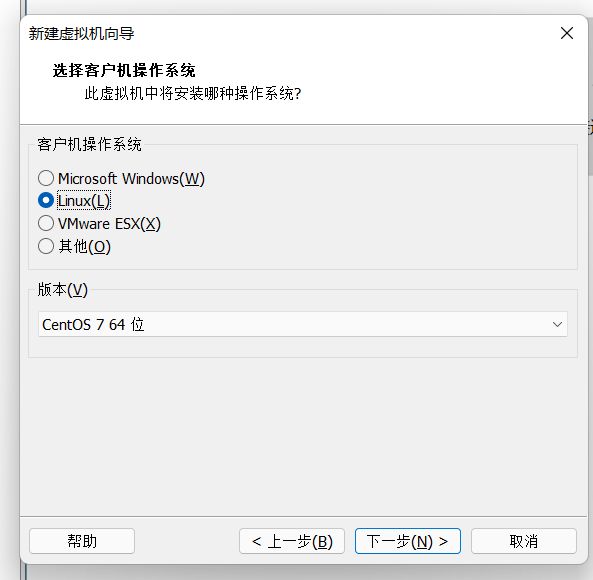 新建虚拟机向导
选择客户机操作系统
此虚拟机中将安装哪种操作系统?
客户机操作系统
Microsoft Windows(W)
Linux(L)
VMware ESX(X)
其他(O)
版本(V)
CentOS 7 64 位
帮助
< 上一步(B)
下一步(N) >
取消